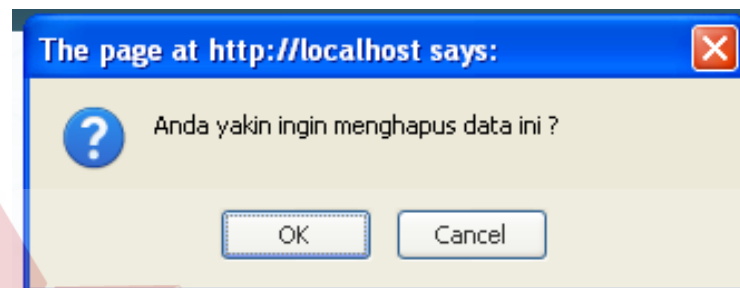 The page at http://localhost says:
Anda yakin ingin menghapus data ini ?
OK
Cancel